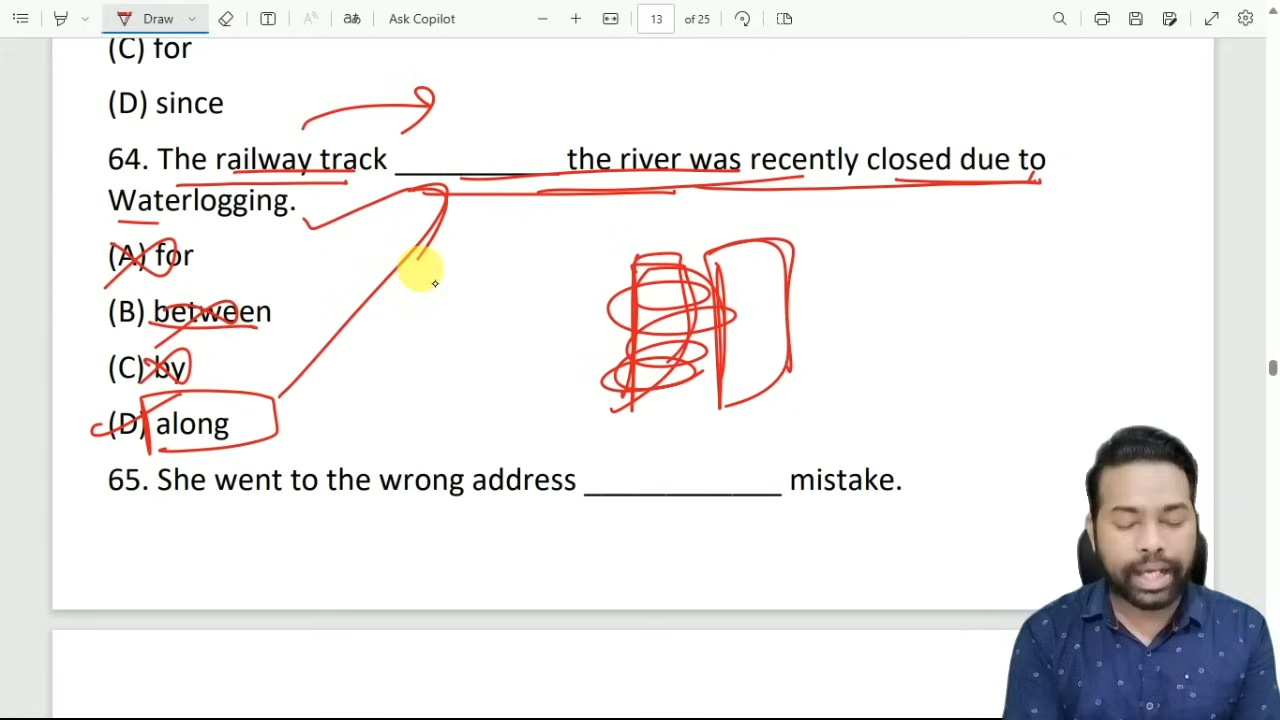 Draw
Ask Copilot
13 of 25
(C) for
(D) since
64. The railway track __________ the river was recently closed due to
Waterlogging.
(A) for
(B) between
(C) by
(D) along
65. She went to the wrong address ____________ mistake.